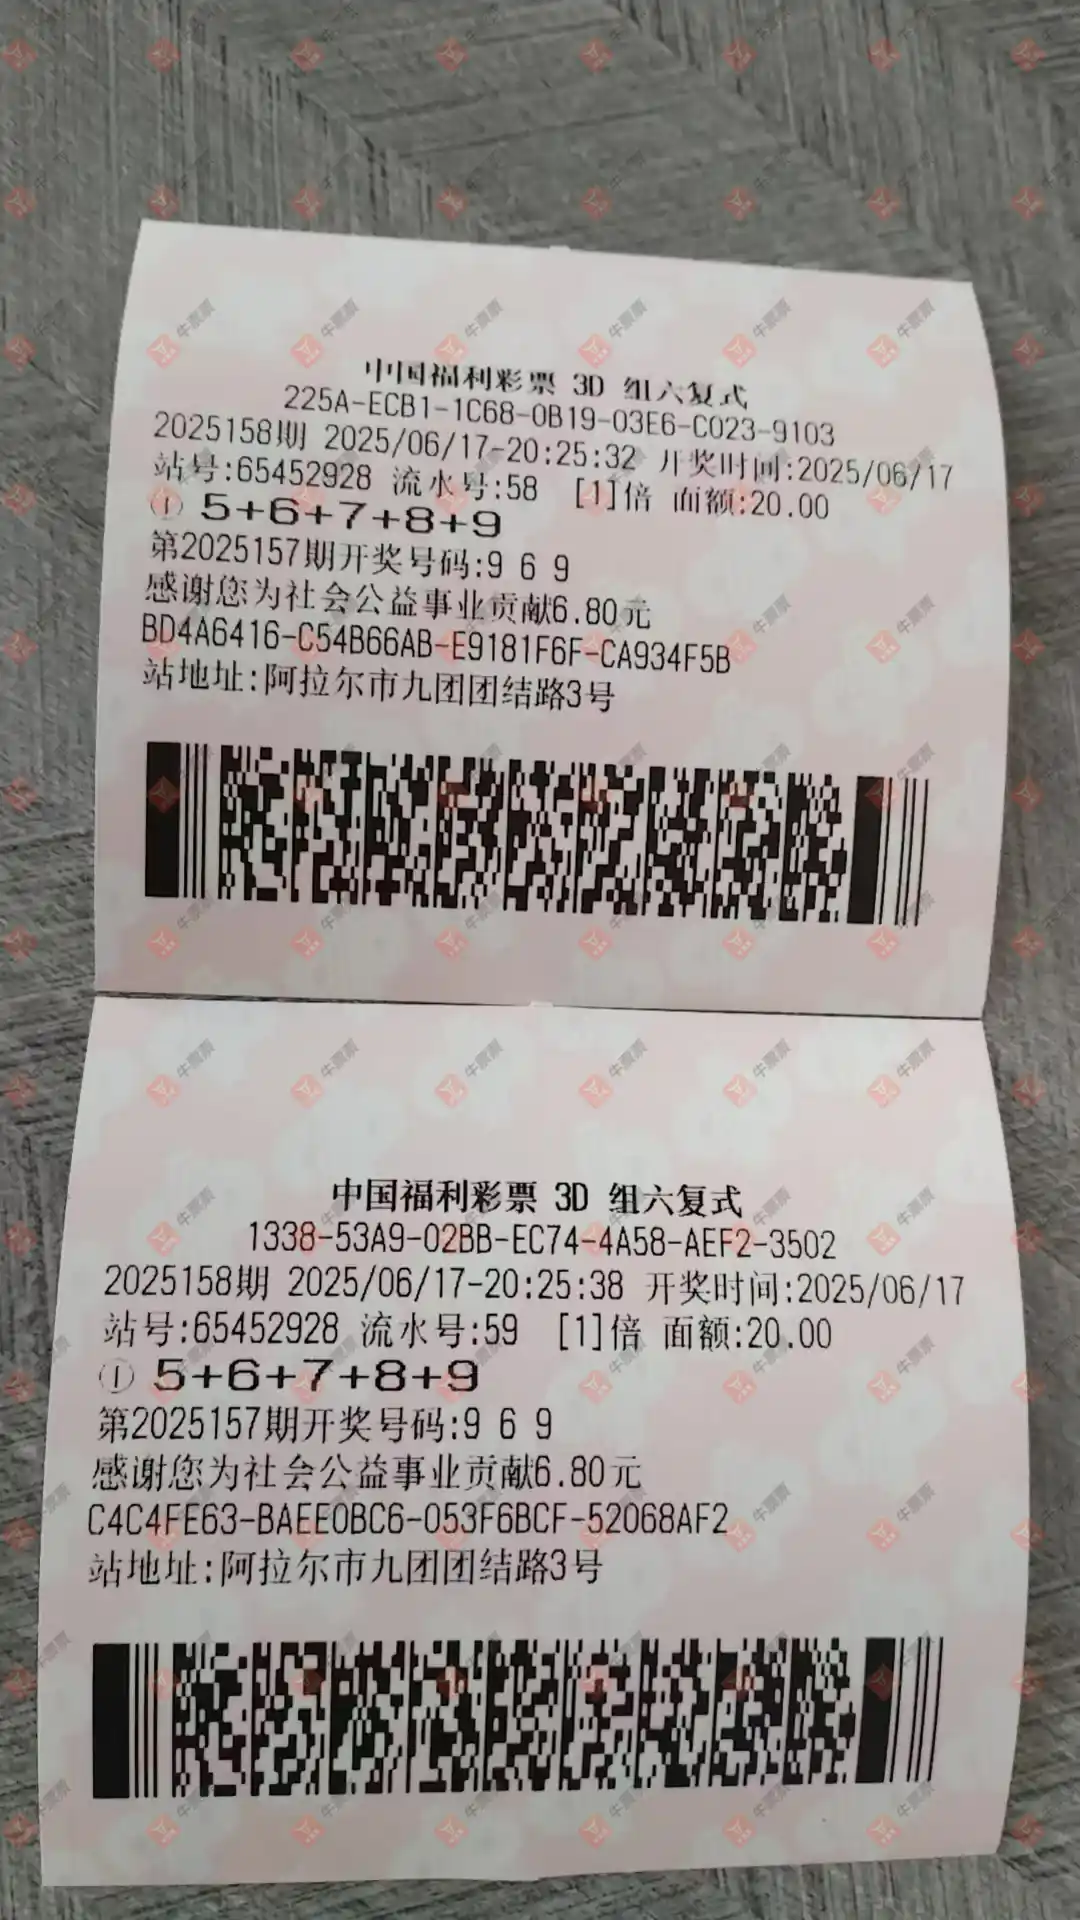 中国福利彩票 3D 组六复式
225A-ECB1-1C68-0B19-03E6-C023-9103
2025158期 2025/06/17-20:25:32 开奖时间:2025/06/17
站号:65452928 流水号:58 [1]倍 面额:20.00
① 5+6+7+8+9
第2025157期开奖号码:9 6 9
感谢您为社会公益事业贡献6.80元
BD4A6416-C54B66AB-E9181F6F-CA934F5B
站地址:阿拉尔市九团团结路3号
中国福利彩票 3D 组六复式
1338-53A9-02BB-EC74-4A58-AEF2-3502
2025158期 2025/06/17-20:25:38 开奖时间:2025/06/17
站号:65452928 流水号:59 [1]倍 面额:20.00
① 5+6+7+8+9
第2025157期开奖号码:9 6 9
感谢您为社会公益事业贡献6.80元
C4C4FE63-BAEE0BC6-053F6BCF-52068AF2
站地址:阿拉尔市九团团结路3号
牛票票